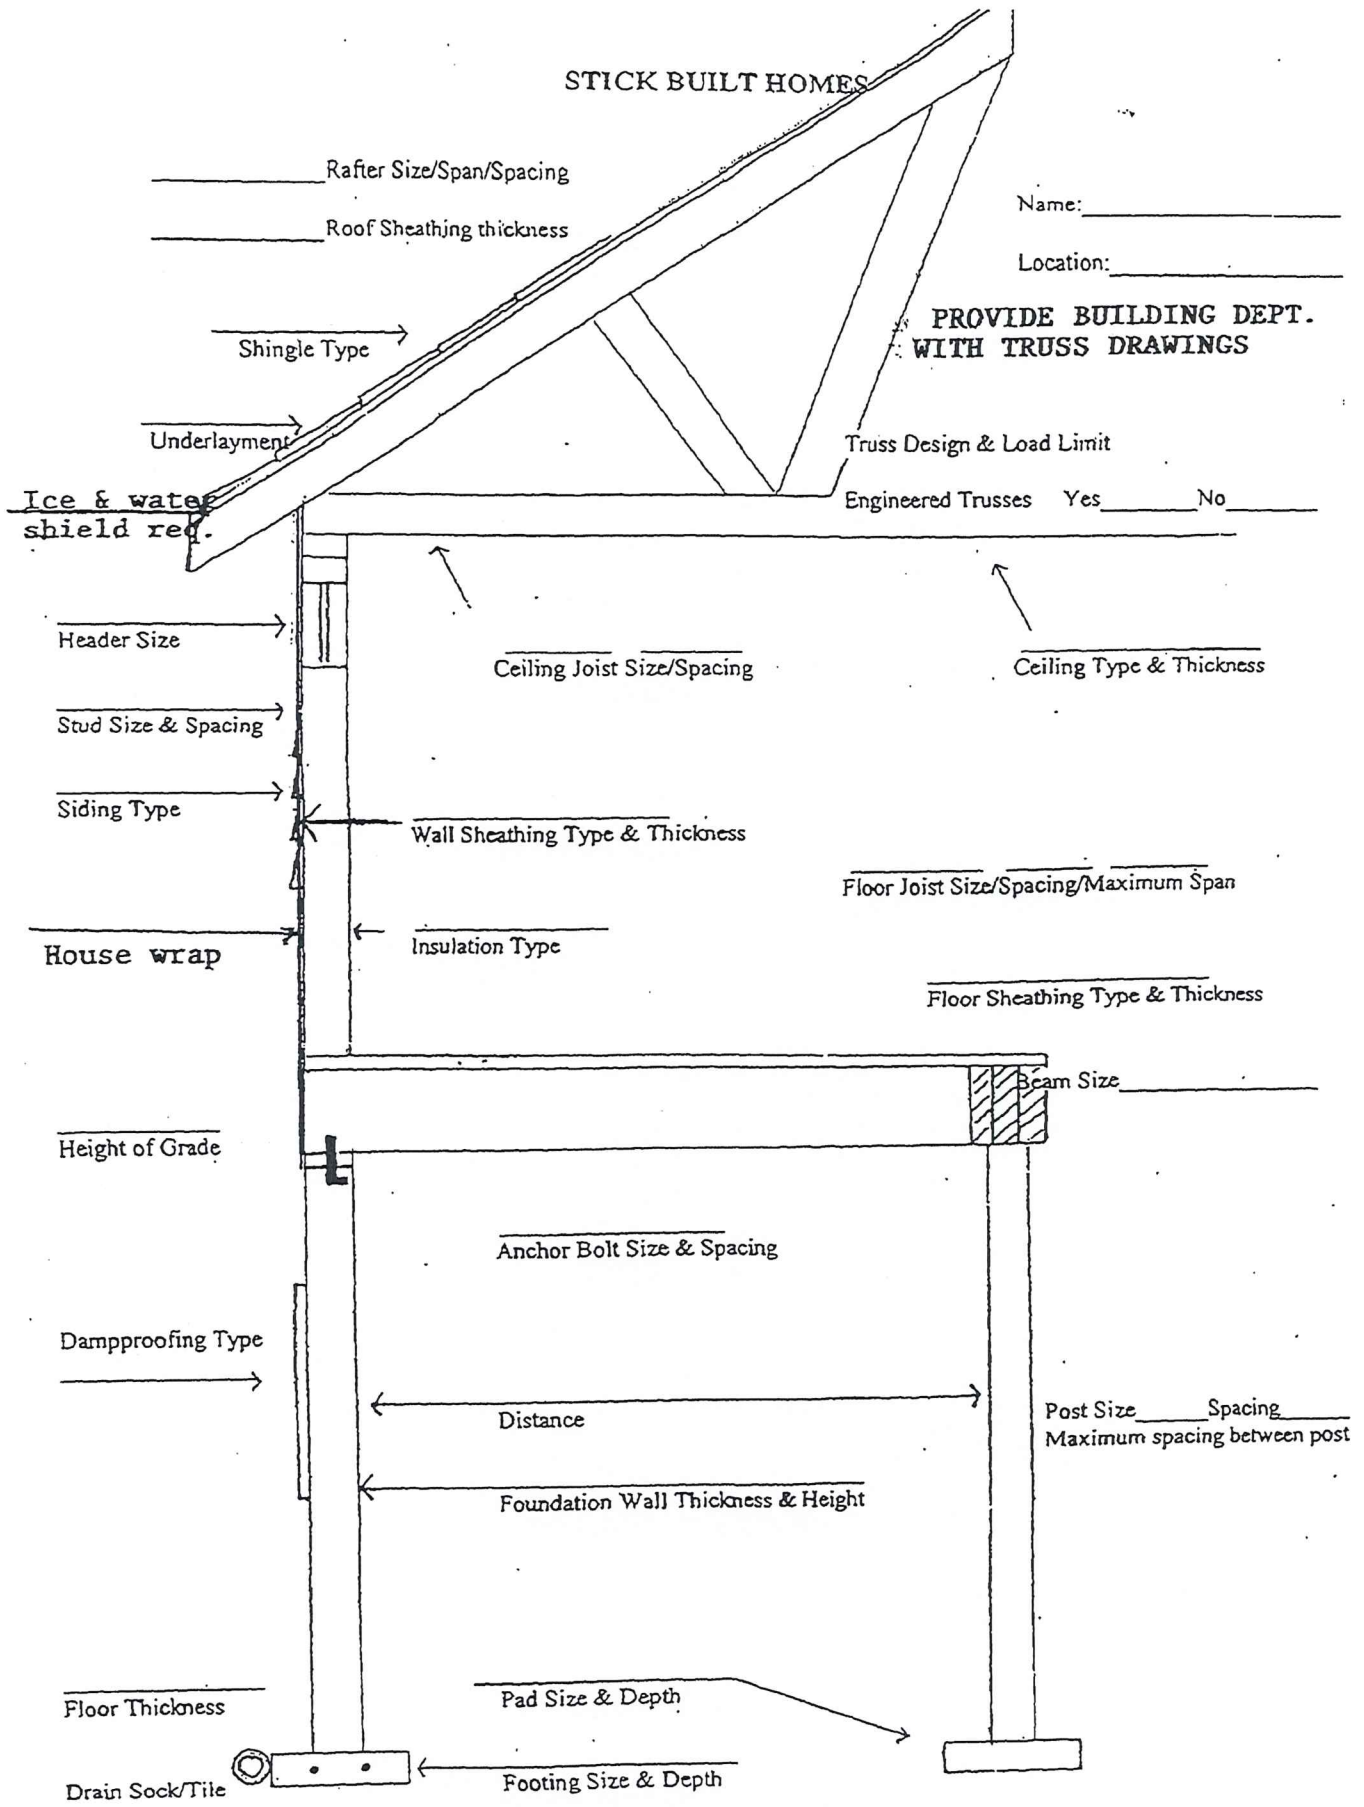 STICK BUILT HOMES
Rafter Size/Span/Spacing
Roof Sheathing thickness
Name:
Location:
PROVIDE BUILDING DEPT.
WITH TRUSS DRAWINGS
Shingle Type
Underlayment
Truss Design & Load Limit
Ice & water
shield req.
Engineered Trusses Yes No
Header Size
Ceiling Joist Size/Spacing
Ceiling Type & Thickness
Stud Size & Spacing
Siding Type
Wall Sheathing Type & Thickness
Floor Joist Size/Spacing/Maximum Span
House wrap
Insulation Type
Floor Sheathing Type & Thickness
Beam Size
Height of Grade
Anchor Bolt Size & Spacing
Dampproofing Type
Distance
Post Size Spacing
Maximum spacing between post
Foundation Wall Thickness & Height
Floor Thickness
Pad Size & Depth
Drain Sock/Tile
Footing Size & Depth